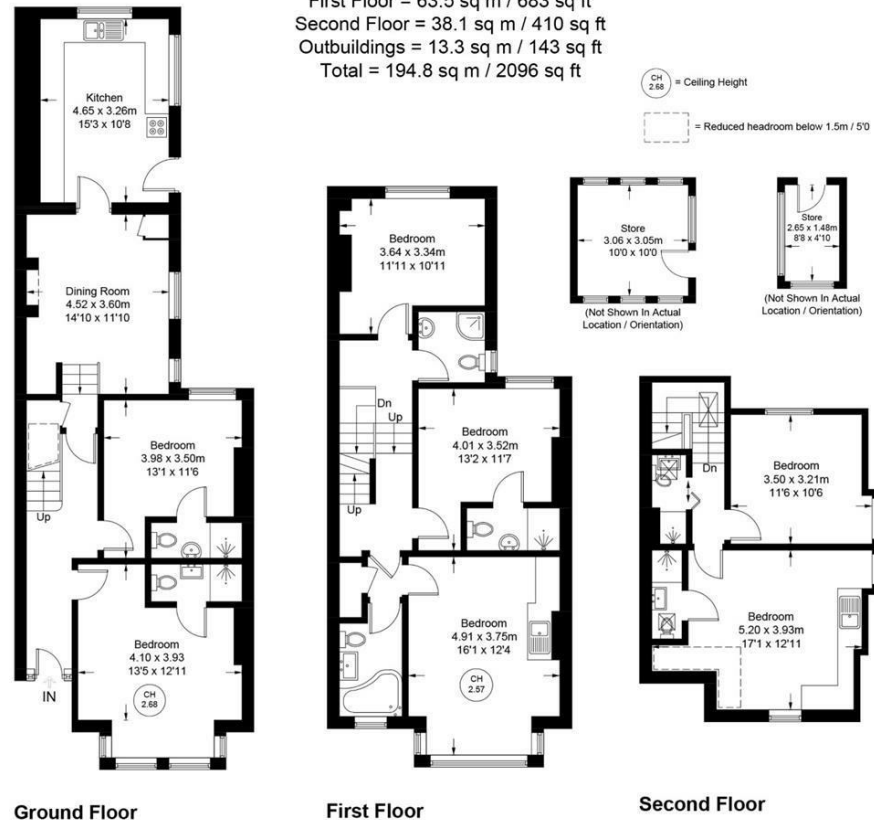 First Floor = 63.5 sq m / 683 sq ft
Second Floor = 38.1 sq m / 410 sq ft
Outbuildings = 13.3 sq m / 143 sq ft
Total = 194.8 sq m / 2096 sq ft
CH
2.68
= Ceiling Height
= Reduced headroom below 1.5m / 5'0
Kitchen
4.65 x 3.26m
15'3 x 10'8
Dining Room
4.52 x 3.60m
14'10 x 11'10
Bedroom
3.98 x 3.50m
13'1 x 11'6
Up
Bedroom
4.10 x 3.93
13'5 x 12'11
CH
2.68
IN
Ground Floor
Bedroom
3.64 x 3.34m
11'11 x 10'11
Dn
Up
Bedroom
4.01 x 3.52m
13'2 x 11'7
Up
Bedroom
4.91 x 3.75m
16'1 x 12'4
CH
2.57
First Floor
Store
3.06 x 3.05m
10'0 x 10'0
(Not Shown In Actual
Location / Orientation)
Store
2.65 x 1.48m
8'8 x 4'10
(Not Shown In Actual
Location / Orientation)
Dn
Bedroom
3.50 x 3.21m
11'6 x 10'6
Bedroom
5.20 x 3.93m
17'1 x 12'11
Second Floor